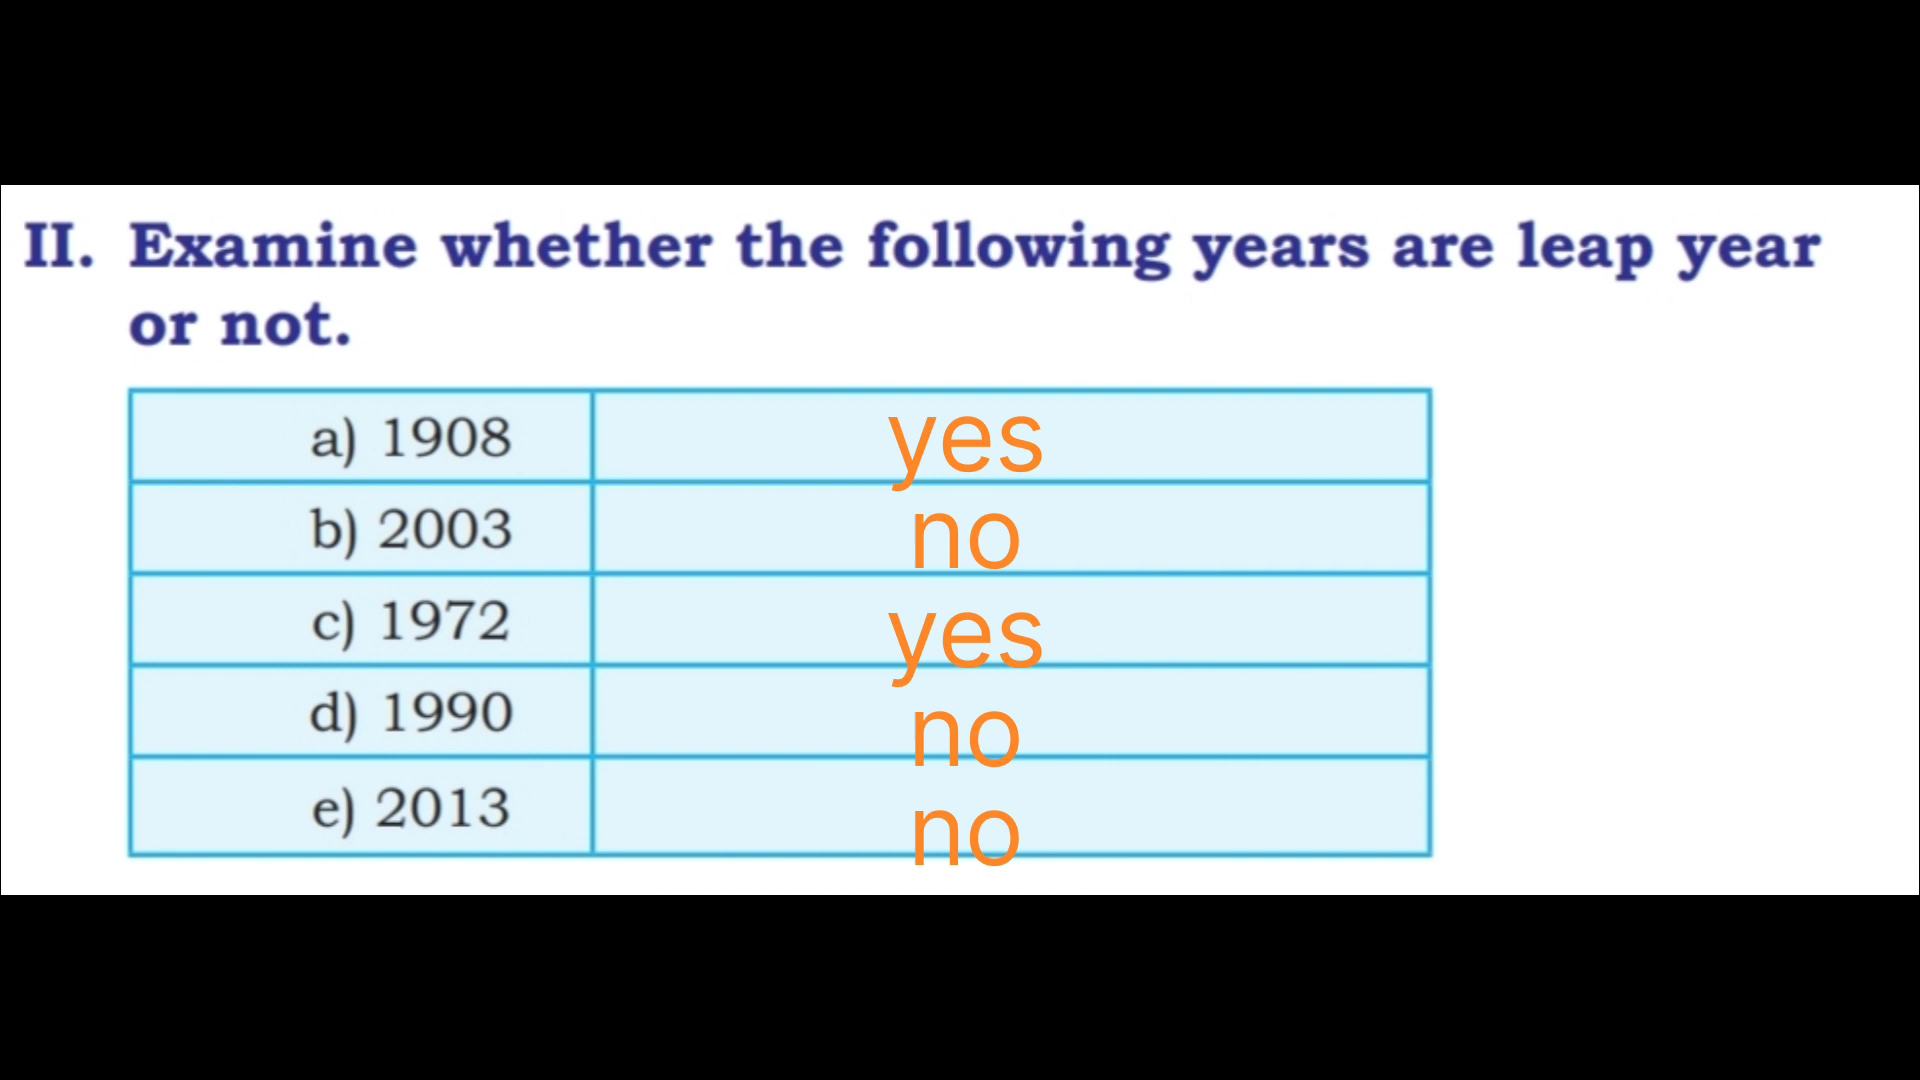 II. Examine whether the following years are leap year
or not.
a) 1908 yes
b) 2003 no
c) 1972 yes
d) 1990 no
e) 2013 no